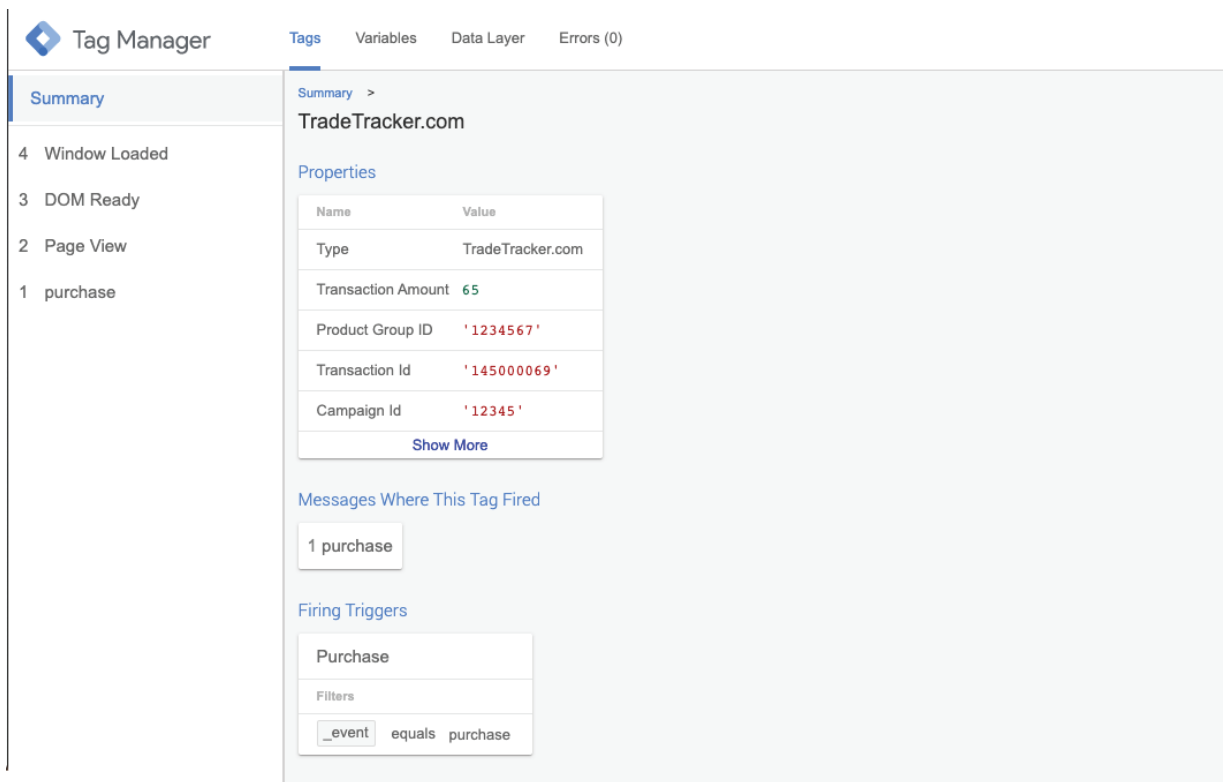 Tag Manager
Tags Variables Data Layer Errors (0)
Summary
4 Window Loaded
3 DOM Ready
2 Page View
1 purchase
Summary >
TradeTracker.com
Properties
Name Value
Type TradeTracker.com
Transaction Amount 65
Product Group ID '1234567'
Transaction Id '145000069'
Campaign Id '12345'
Show More
Messages Where This Tag Fired
1 purchase
Firing Triggers
Purchase
Filters
_event equals purchase